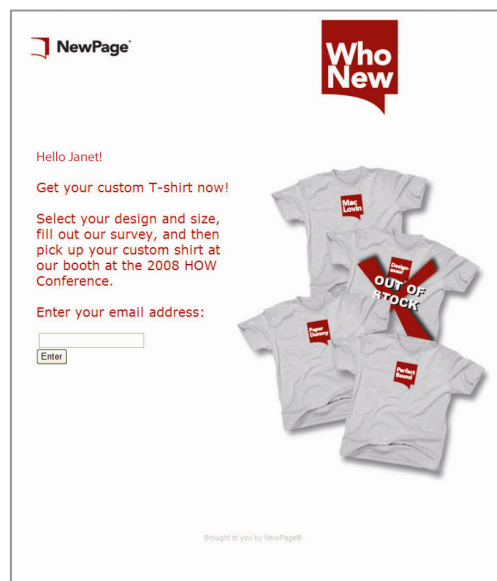 NewPage®
Who
New
Hello Janet!
Get your custom T-shirt now!
Select your design and size,
fill out our survey, and then
pick up your custom shirt at
our booth at the 2008 HOW
Conference.
Enter your email address:
Enter
Mac
Lovin
OUT OF
STOCK
Paper
Dummy
Perfect
Bound
Brought to you by NewPage®